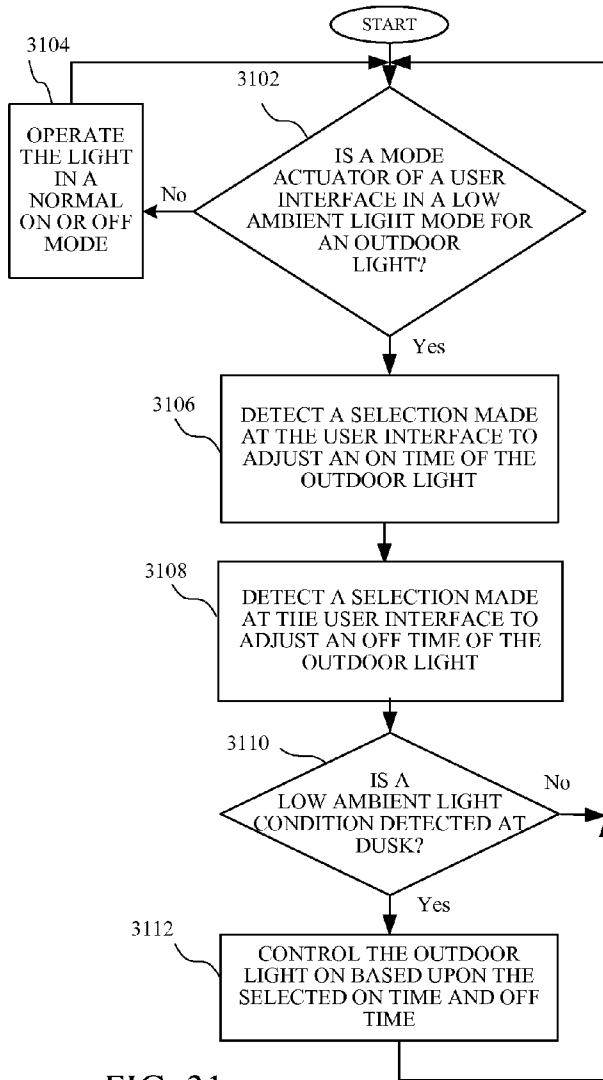 START
3104
3102
OPERATE
THE LIGHT
IN A
NORMAL
ON OR OFF
MODE
No
IS A MODE
ACTUATOR OF A USER
INTERFACE IN A LOW
AMBIENT LIGHT MODE FOR
AN OUTDOOR
LIGHT?
Yes
3106
DETECT A SELECTION MADE
AT THE USER INTERFACE TO
ADJUST AN ON TIME OF THE
OUTDOOR LIGHT
3108
DETECT A SELECTION MADE
AT THE USER INTERFACE TO
ADJUST AN OFF TIME OF THE
OUTDOOR LIGHT
3110
IS A
LOW AMBIENT LIGHT
CONDITION DETECTED AT
DUSK?
No
Yes
3112
CONTROL THE OUTDOOR
LIGHT ON BASED UPON THE
SELECTED ON TIME AND OFF
TIME
FIG. 31